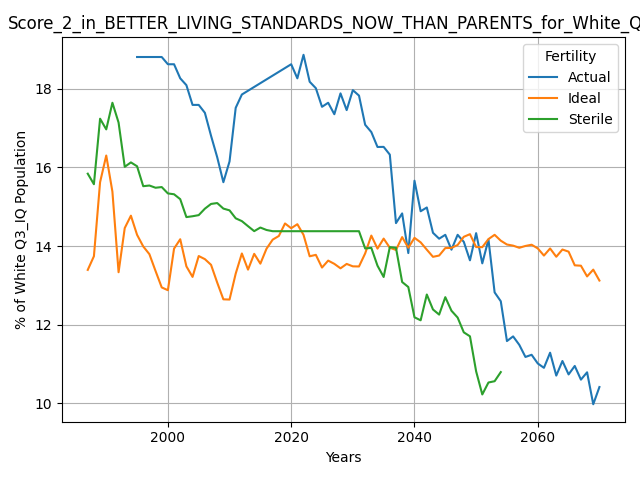 Score_2_in_BETTER_LIVING_STANDARDS_NOW_THAN_PARENTS_for_White_Q
Fertility
Actual
Ideal
Sterile
% of White Q3_IQ Population
18
16
14
12
10
2000 2020 2040 2060
Years